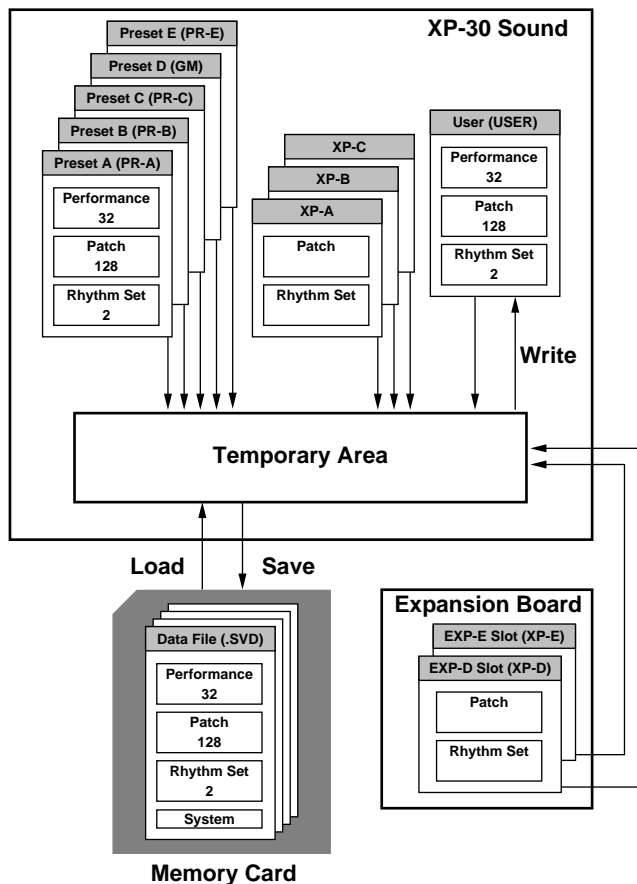 XP-30 Sound
Preset E (PR-E)
Preset D (GM)
Preset C (PR-C)
Preset B (PR-B)
Preset A (PR-A)
Performance
32
Patch
128
Rhythm Set
2
XP-C
XP-B
XP-A
Patch
Rhythm Set
User (USER)
Performance
32
Patch
128
Rhythm Set
2
Write
Temporary Area
Load
Save
Data File (.SVD)
Performance
32
Patch
128
Rhythm Set
2
System
Memory Card
Expansion Board
EXP-E Slot (XP-E)
EXP-D Slot (XP-D)
Patch
Rhythm Set